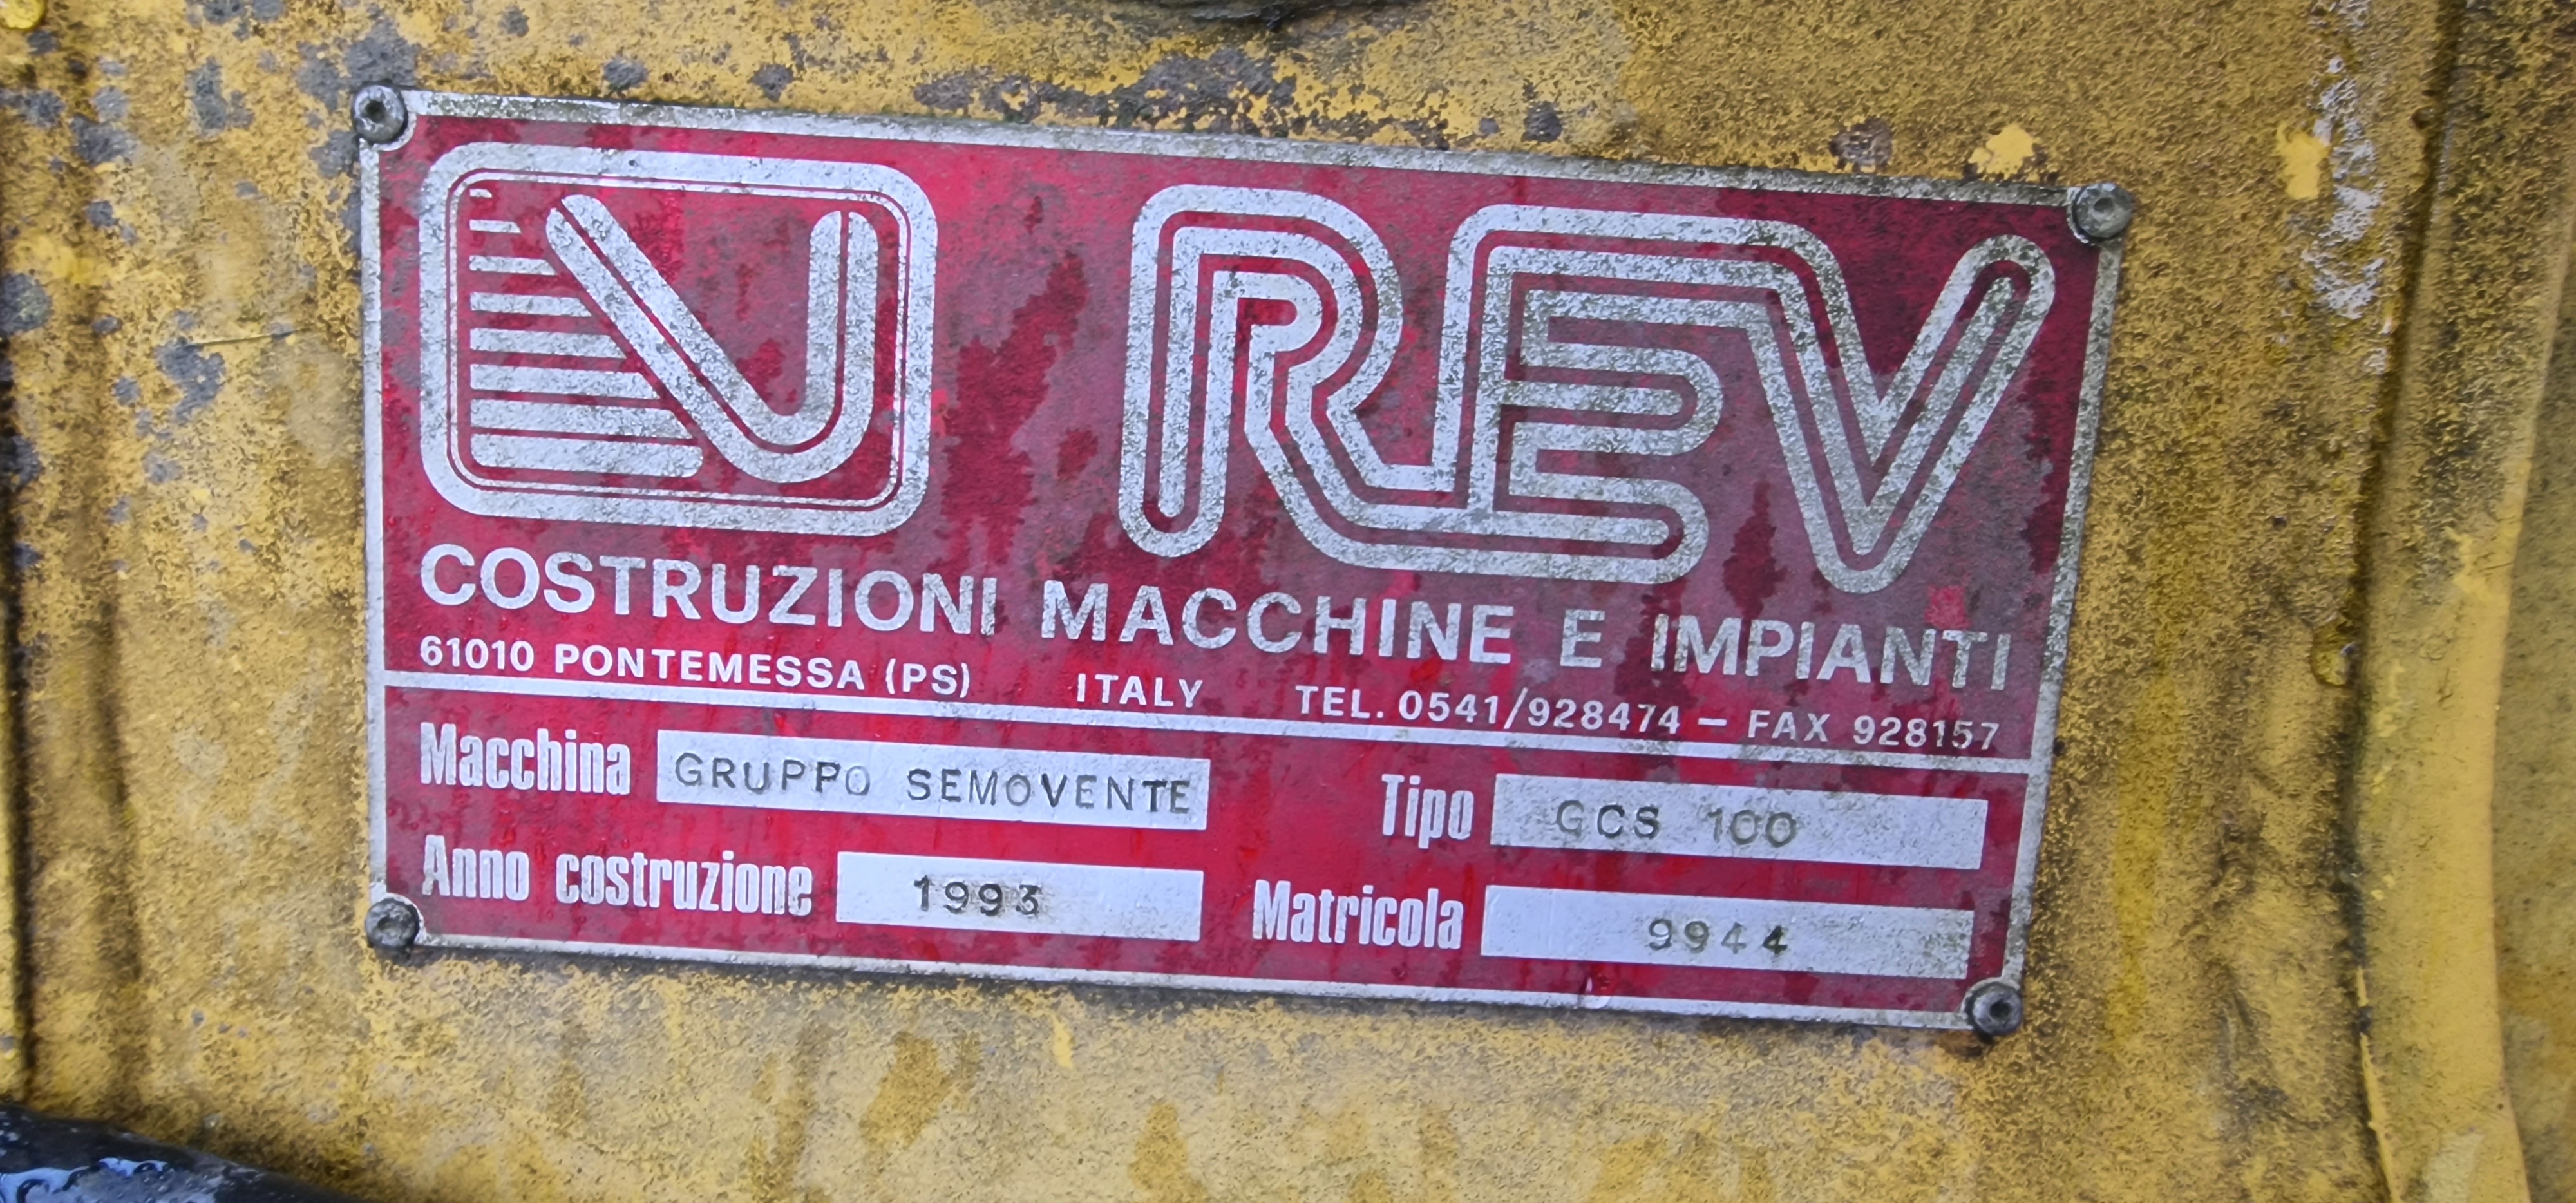 REV
COSTRUZIONI MACCHINE E IMPIANTI
61010 PONTEMESSA (PS) ITALY TEL. 0541/928474 – FAX 928157
Macchina GRUPPO SEMOVENTE Tipo GCS 100
Anno costruzione 1993 Matricola 9944